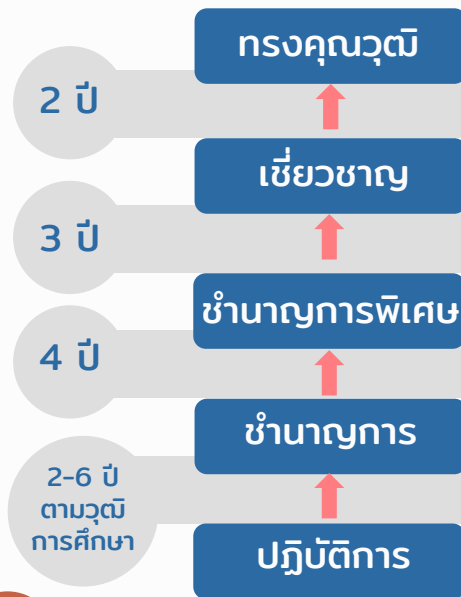 ทรงคุณวุฒิ
2 ปี
เชี่ยวชาญ
3 ปี
ชำนาญการพิเศษ
4 ปี
ชำนาญการ
2-6 ปี
ตามวุฒิ
การศึกษา
ปฏิบัติการ